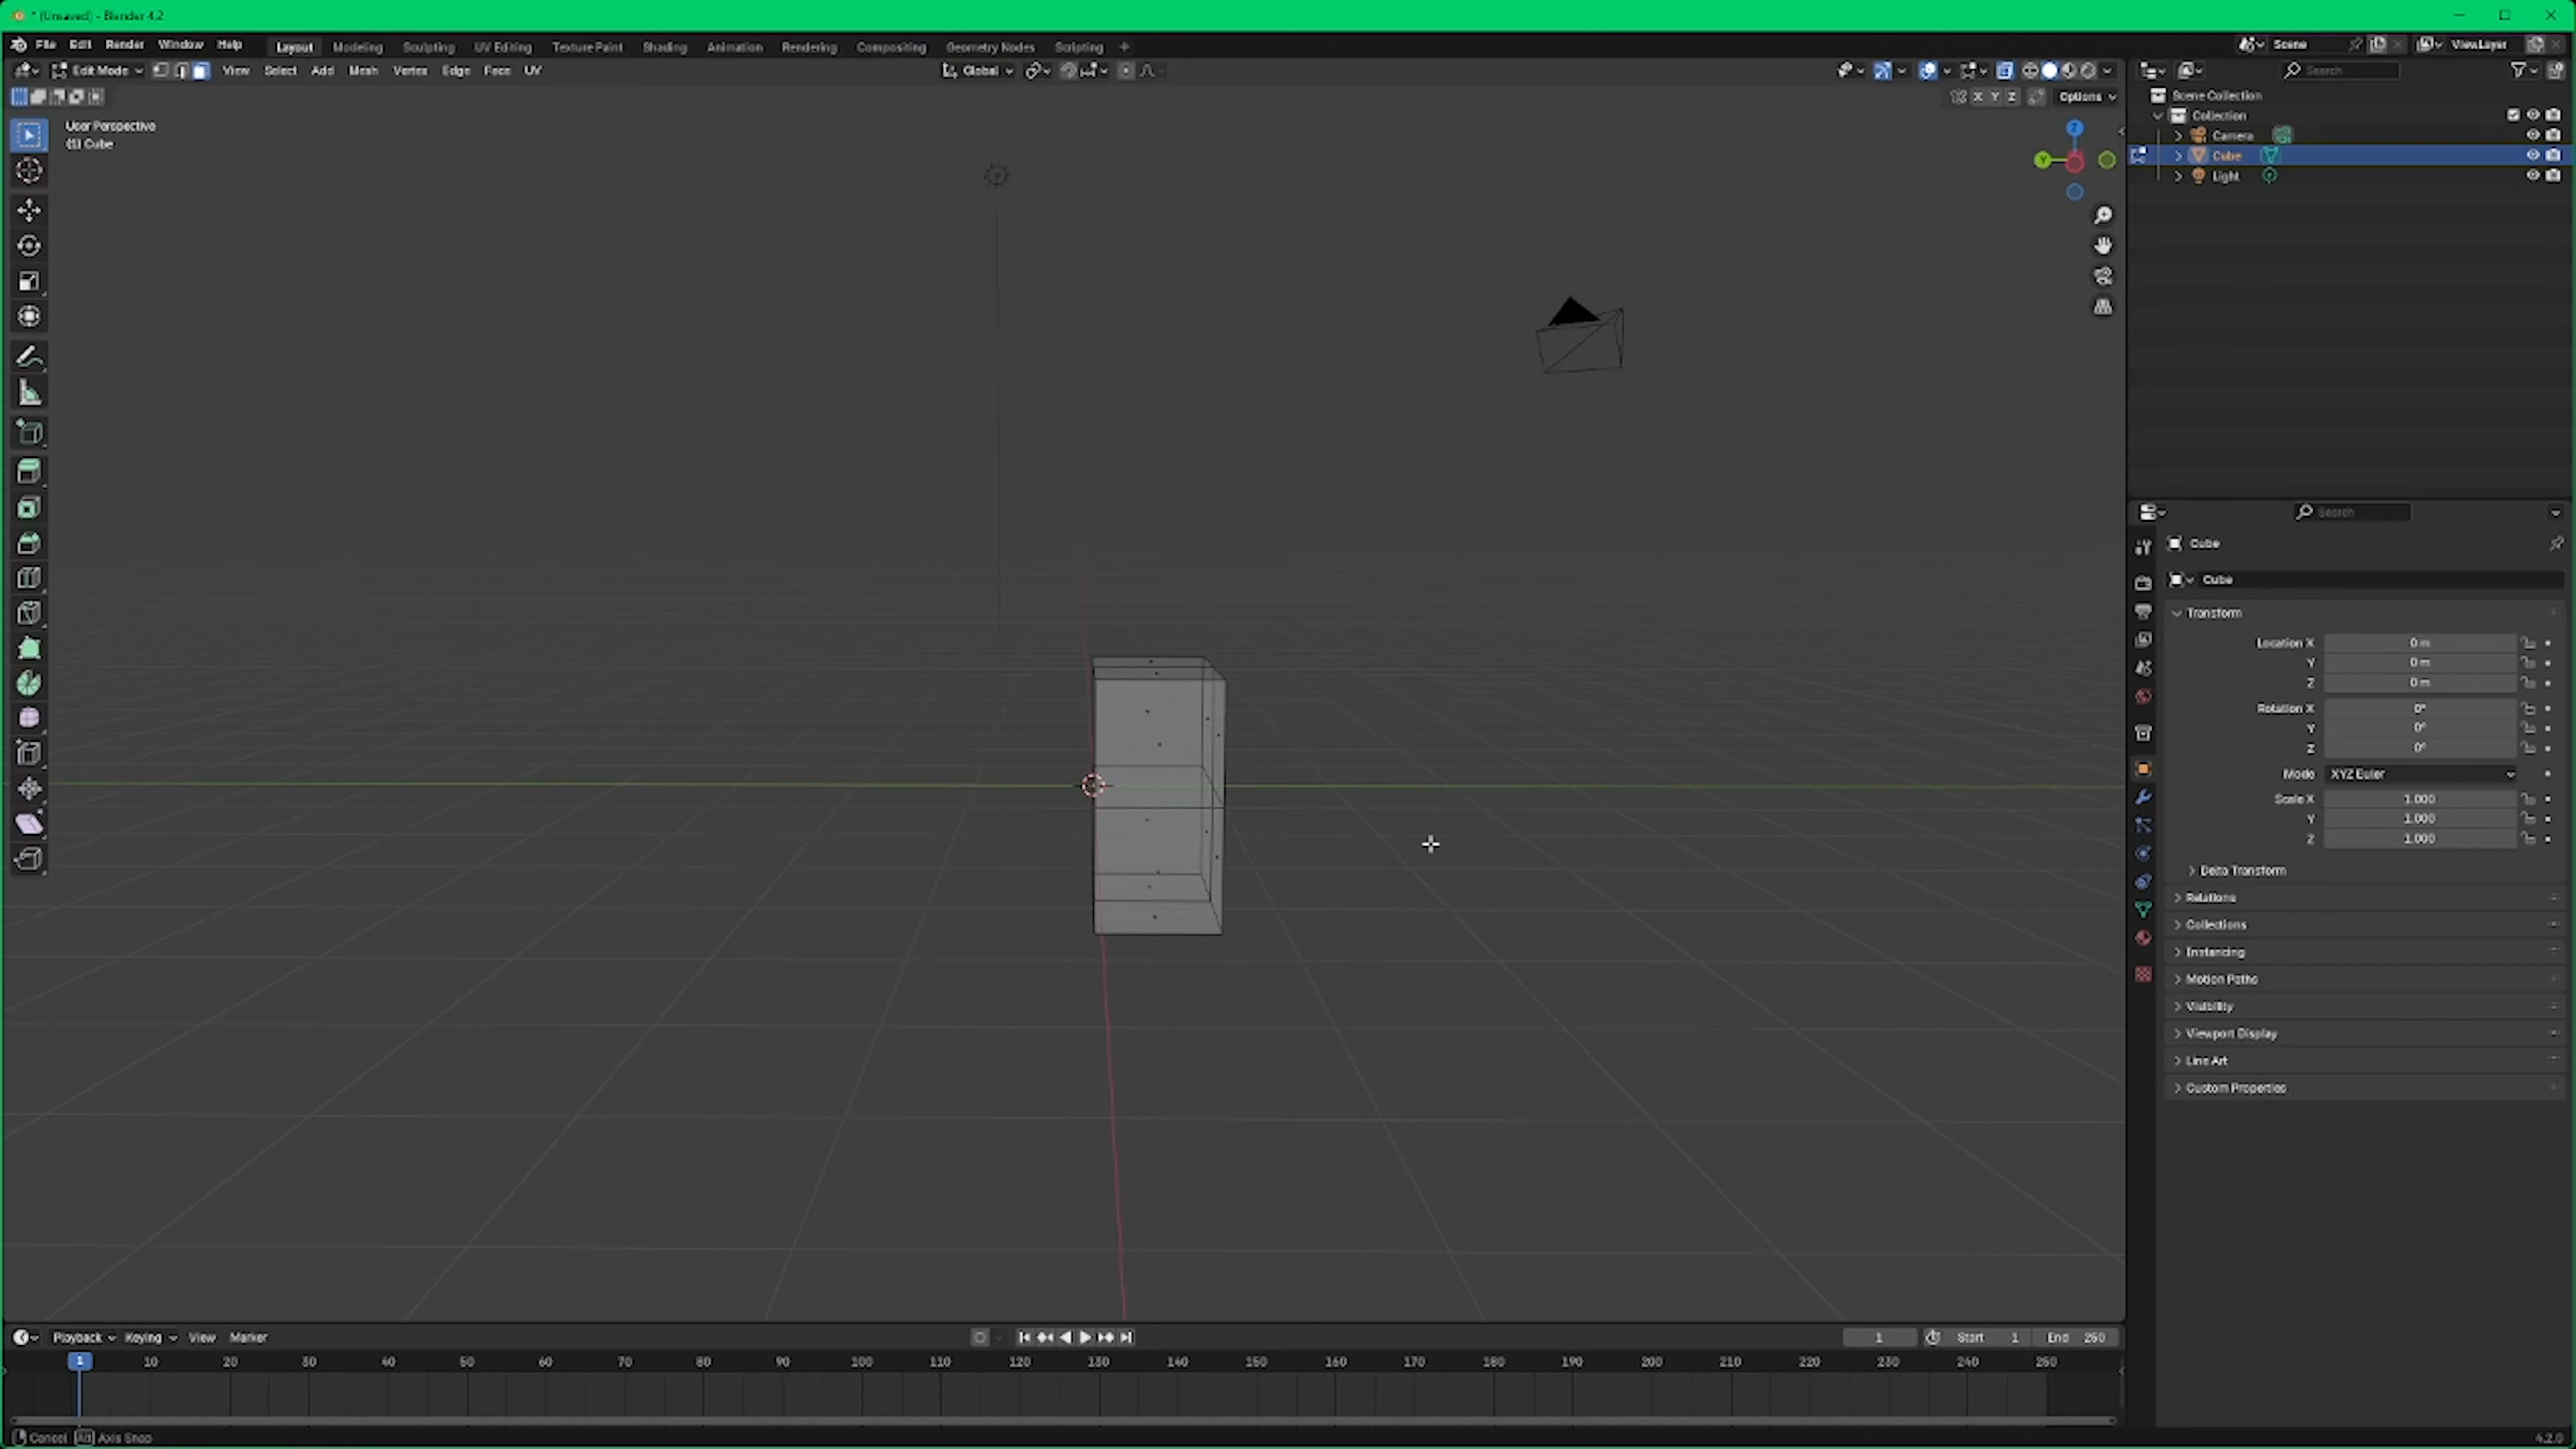 * (Unsaved) - Blender 4.2
File Edit Render Window Help Layout Modeling Sculpting UV Editing Texture Paint Shading Animation Rendering Compositing Geometry Nodes Scripting + Scene ViewLayer
Edit Mode View Select Add Mesh Vertex Edge Face UV Global Search
X Y Z Options
User Perspective
(1) Cube
Z
Y
Scene Collection
Collection
Camera
Cube
Light
Search
Cube
Cube
Transform
Location X 0 m
Y 0 m
Z 0 m
Rotation X 0°
Y 0°
Z 0°
Mode XYZ Euler
Scale X 1.000
Y 1.000
Z 1.000
Delta Transform
Relations
Collections
Instancing
Motion Paths
Visibility
Viewport Display
Line Art
Custom Properties
Playback Keying View Marker 1 Start 1 End 250
1 10 20 30 40 50 60 70 80 90 100 110 120 130 140 150 160 170 180 190 200 210 220 230 240 250
Cancel Alt Axis Snap 4.2.0